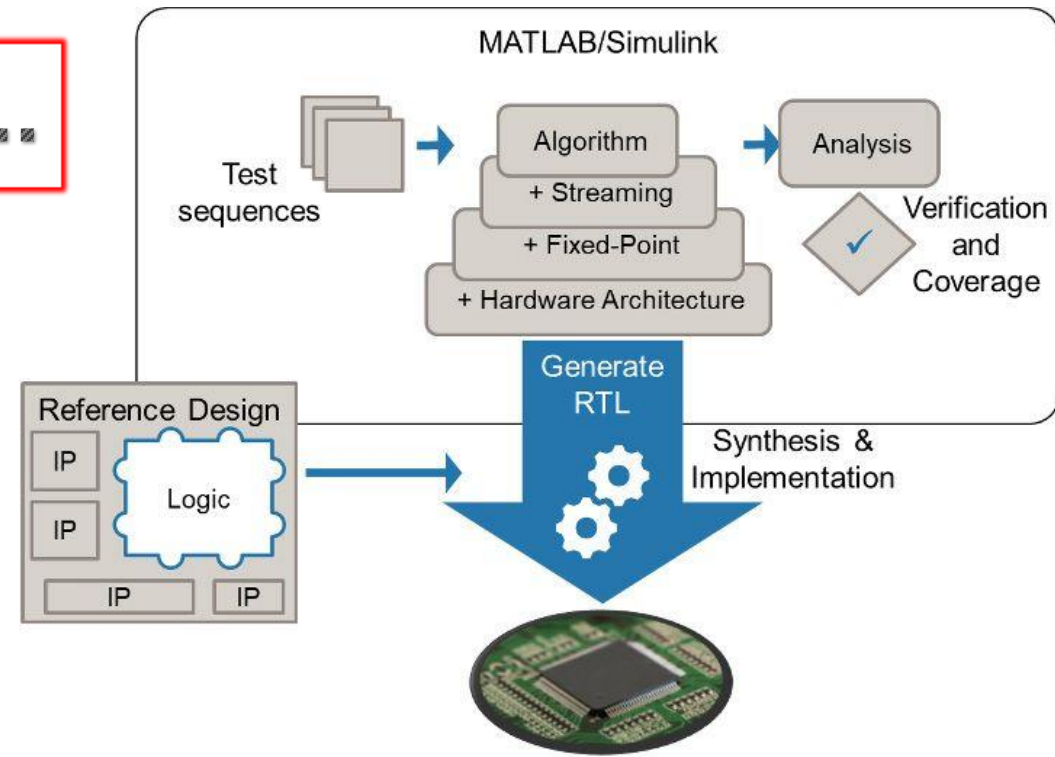 MATLAB/Simulink
Test
sequences
Algorithm
+ Streaming
+ Fixed-Point
+ Hardware Architecture
Analysis
✓
Verification
and
Coverage
Generate
RTL
Reference Design
IP
IP
Logic
IP
IP
Synthesis &
Implementation